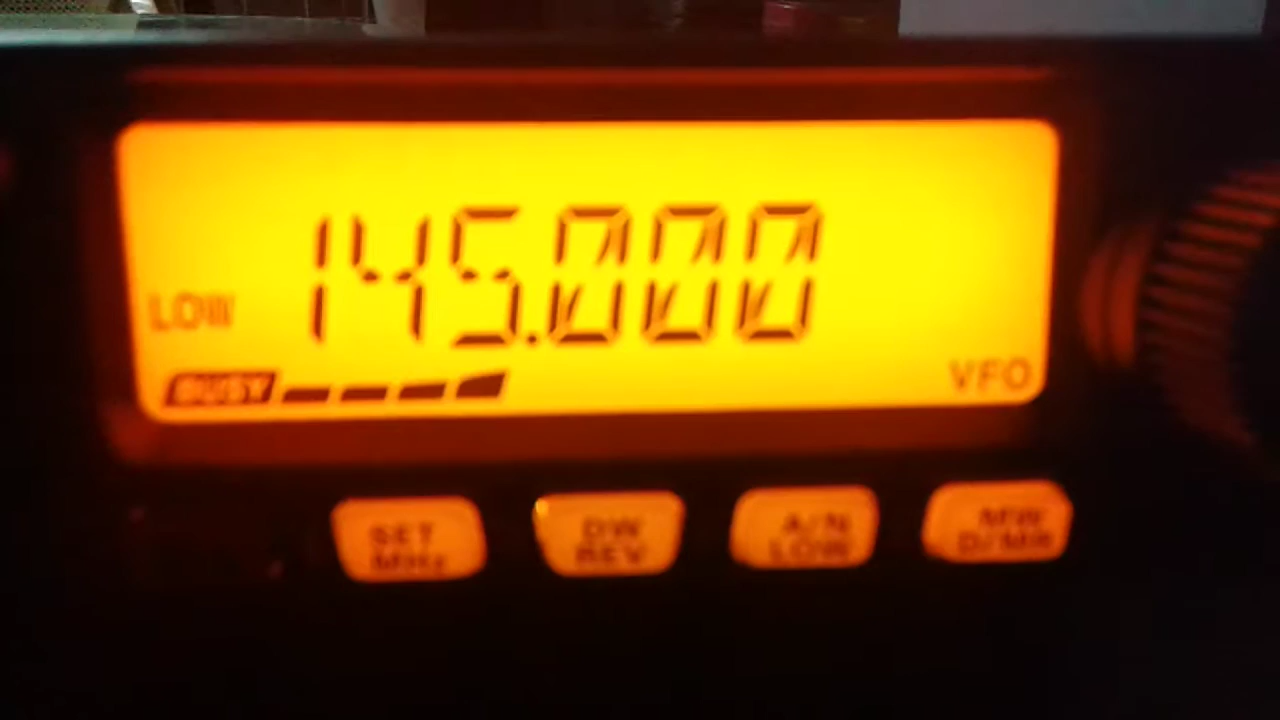 145.000
LOW
BUSY
VFO
SET DW A/N MW
MHz REV LOW D/MR